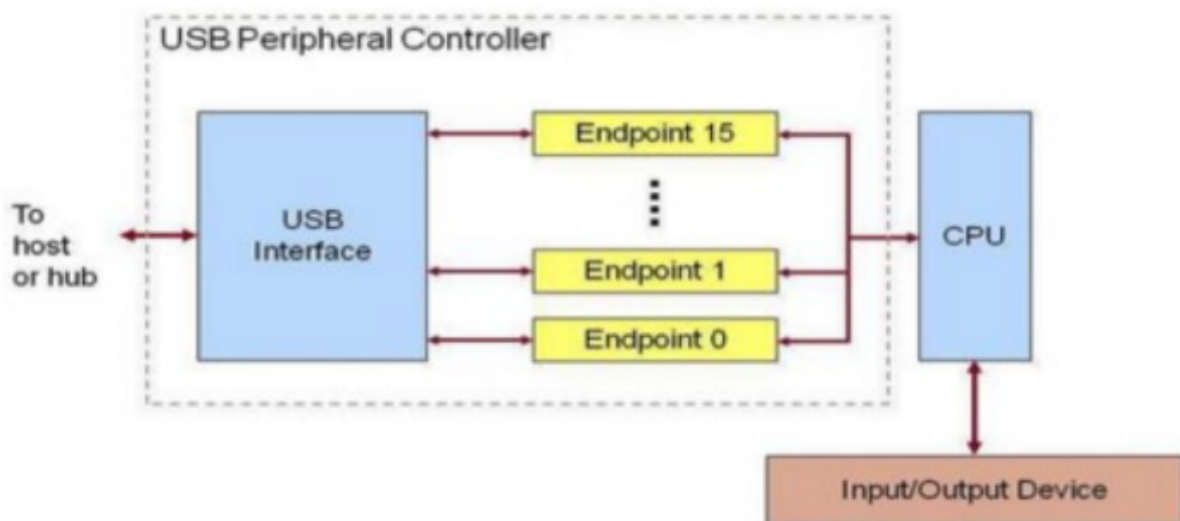 USB Peripheral Controller
To
host
or hub
USB
Interface
Endpoint 15
Endpoint 1
Endpoint 0
CPU
Input/Output Device